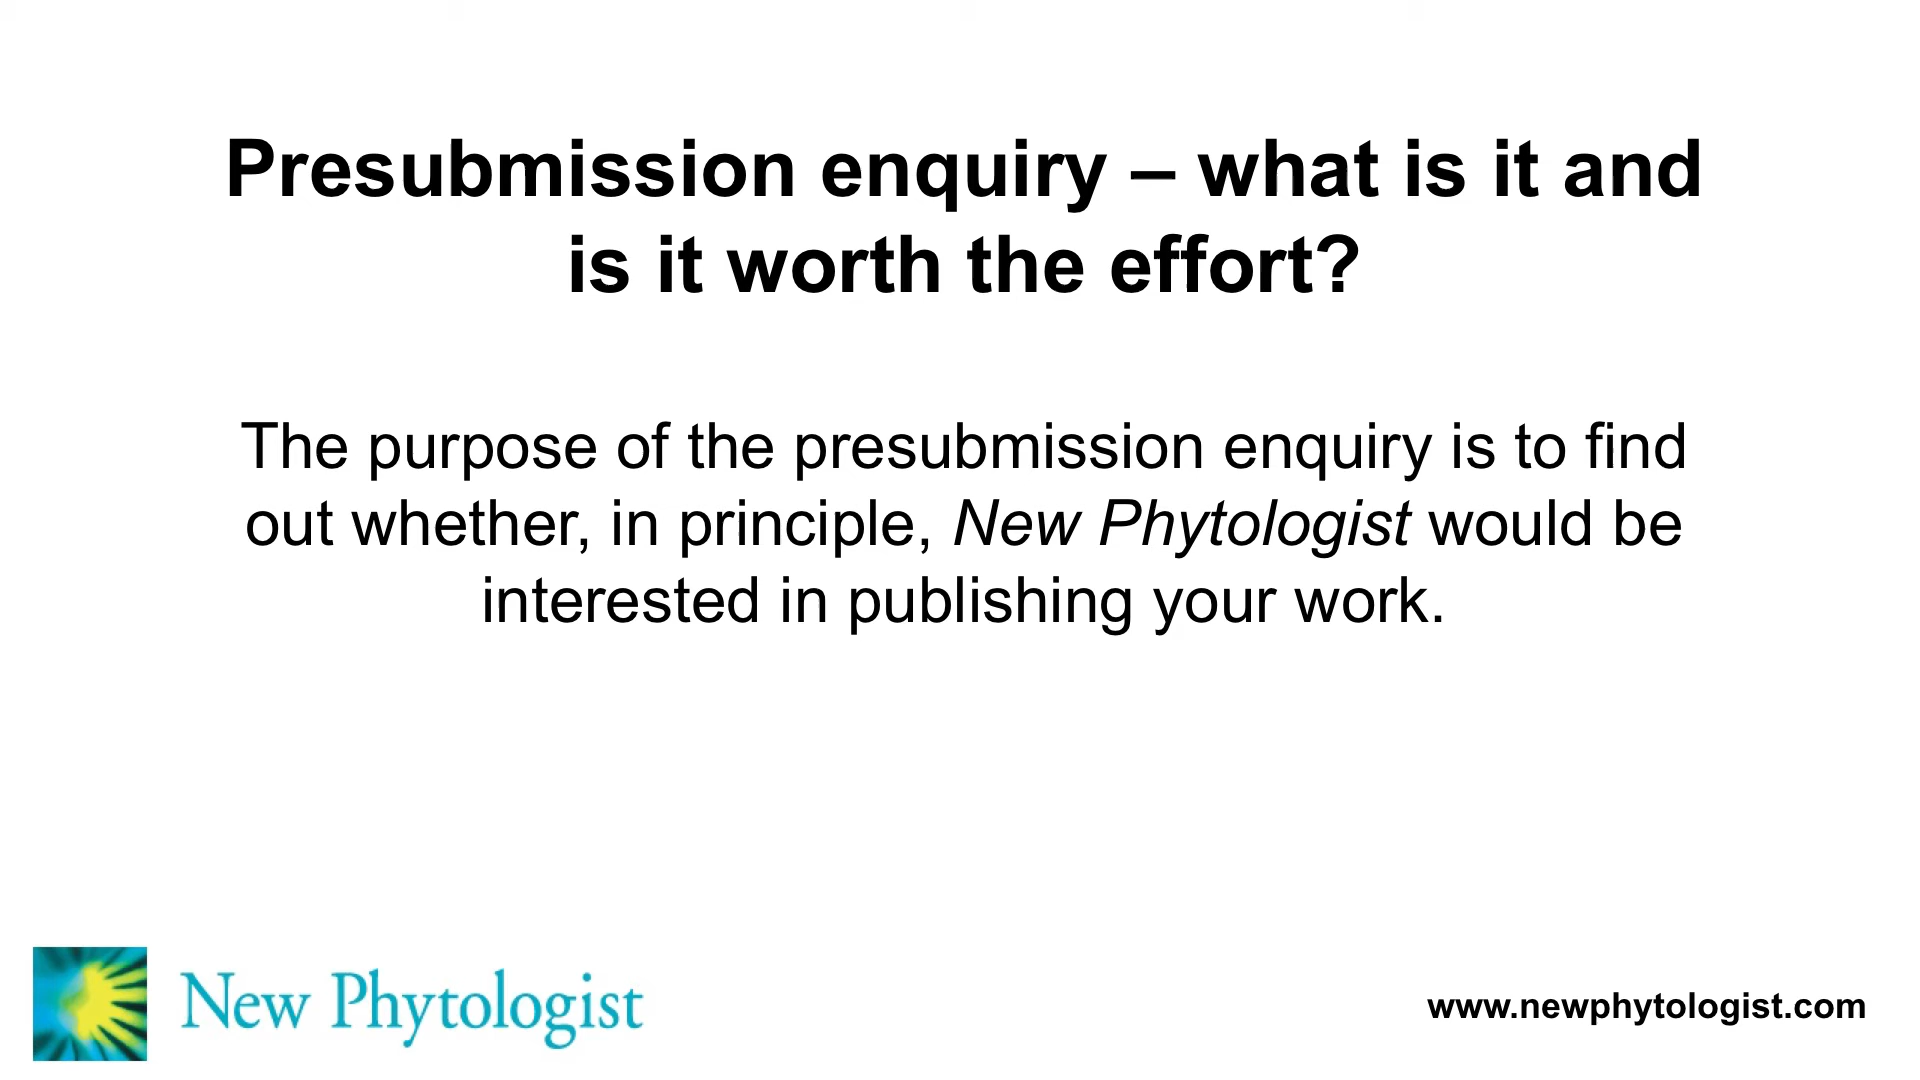 Presubmission enquiry – what is it and
is it worth the effort?
The purpose of the presubmission enquiry is to find
out whether, in principle, New Phytologist would be
interested in publishing your work.
New Phytologist
www.newphytologist.com